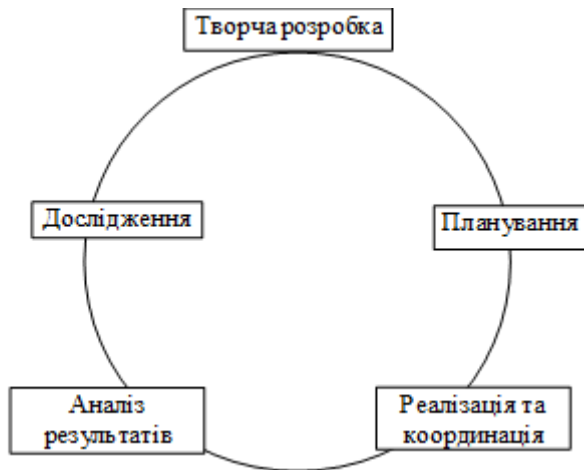 Творча розробка
Дослідження
Планування
Аналіз
результатів
Реалізація та
координація